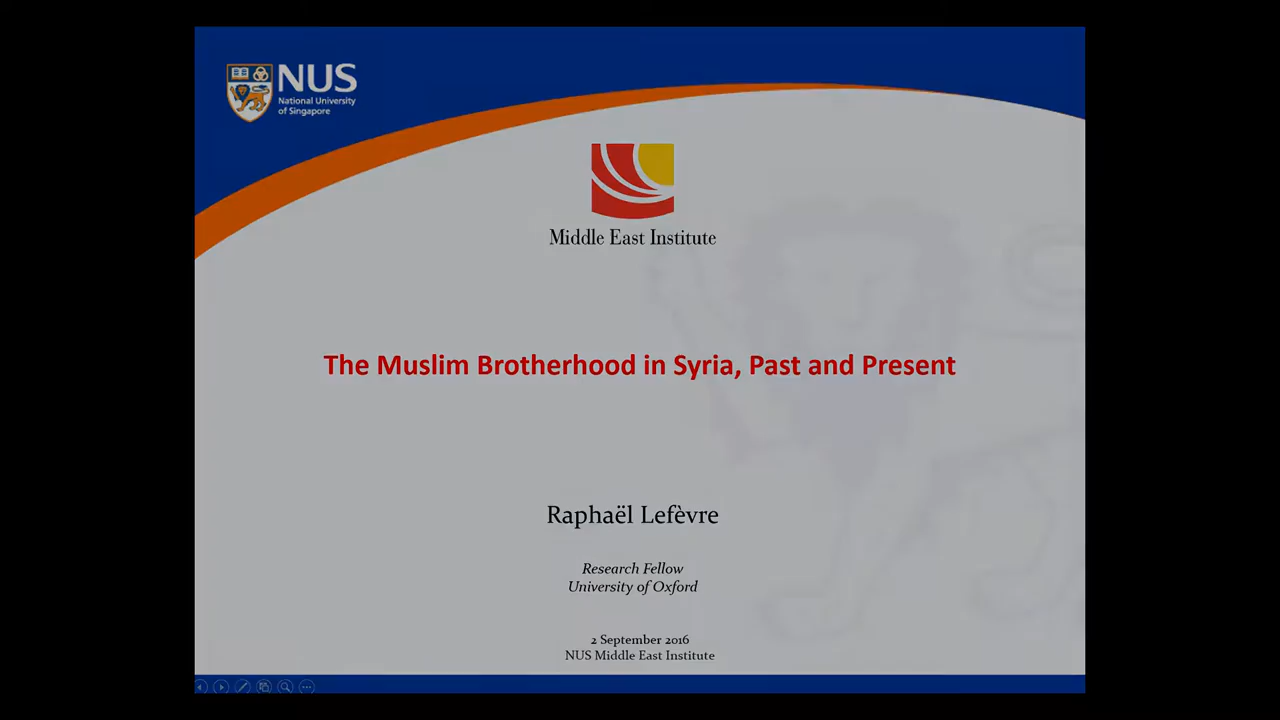 NUS
National University
of Singapore
Middle East Institute
The Muslim Brotherhood in Syria, Past and Present
Raphaël Lefèvre
Research Fellow
University of Oxford
2 September 2016
NUS Middle East Institute